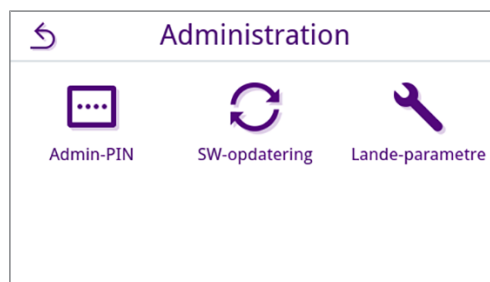 Administration
Admin-PIN
SW-opdatering
Lande-parametre